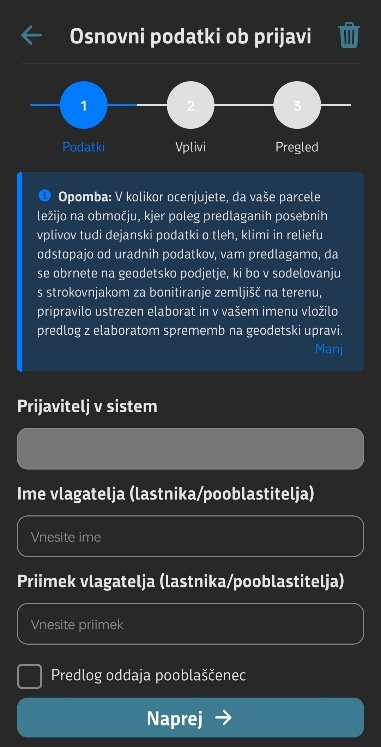 Osnovni podatki ob prijavi
1
2
3
Podatki
Vplivi
Pregled
Opomba: V kolikor ocenjujete, da vaše parcele
ležijo na območju, kjer poleg predlaganih posebnih
vplivov tudi dejanski podatki o tleh, klimi in reliefu
odstopajo od uradnih podatkov, vam predlagamo, da
se obrnete na geodetsko podjetje, ki bo v sodelovanju
s strokovnjakom za bonitiranje zemljišč na terenu,
pripravilo ustrezen elaborat in v vašem imenu vložilo
predlog z elaboratom sprememb na geodetski upravi.
Manj
Prijavitelj v sistem
Ime vlagatelja (lastnika/pooblastitelja)
Vnesite ime
Priimek vlagatelja (lastnika/pooblastitelja)
Vnesite priimek
Predlog oddaja pooblaščenec
Naprej